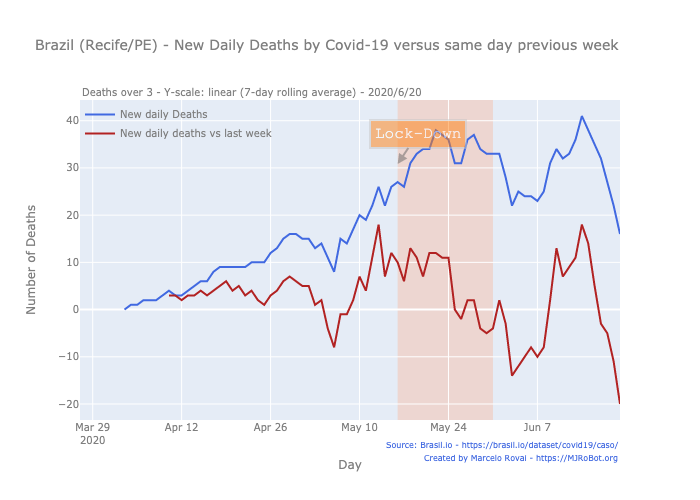 Brazil (Recife/PE) - New Daily Deaths by Covid-19 versus same day previous week
Deaths over 3 - Y-scale: linear (7-day rolling average) - 2020/6/20
New daily Deaths
New daily deaths vs last week
Lock-Down
Number of Deaths
40
30
20
10
0
−10
−20
Mar 29
2020
Apr 12
Apr 26
May 10
May 24
Jun 7
Day
Source: Brasil.io - https://brasil.io/dataset/covid19/caso/
Created by Marcelo Rovai - https://MJRoBot.org